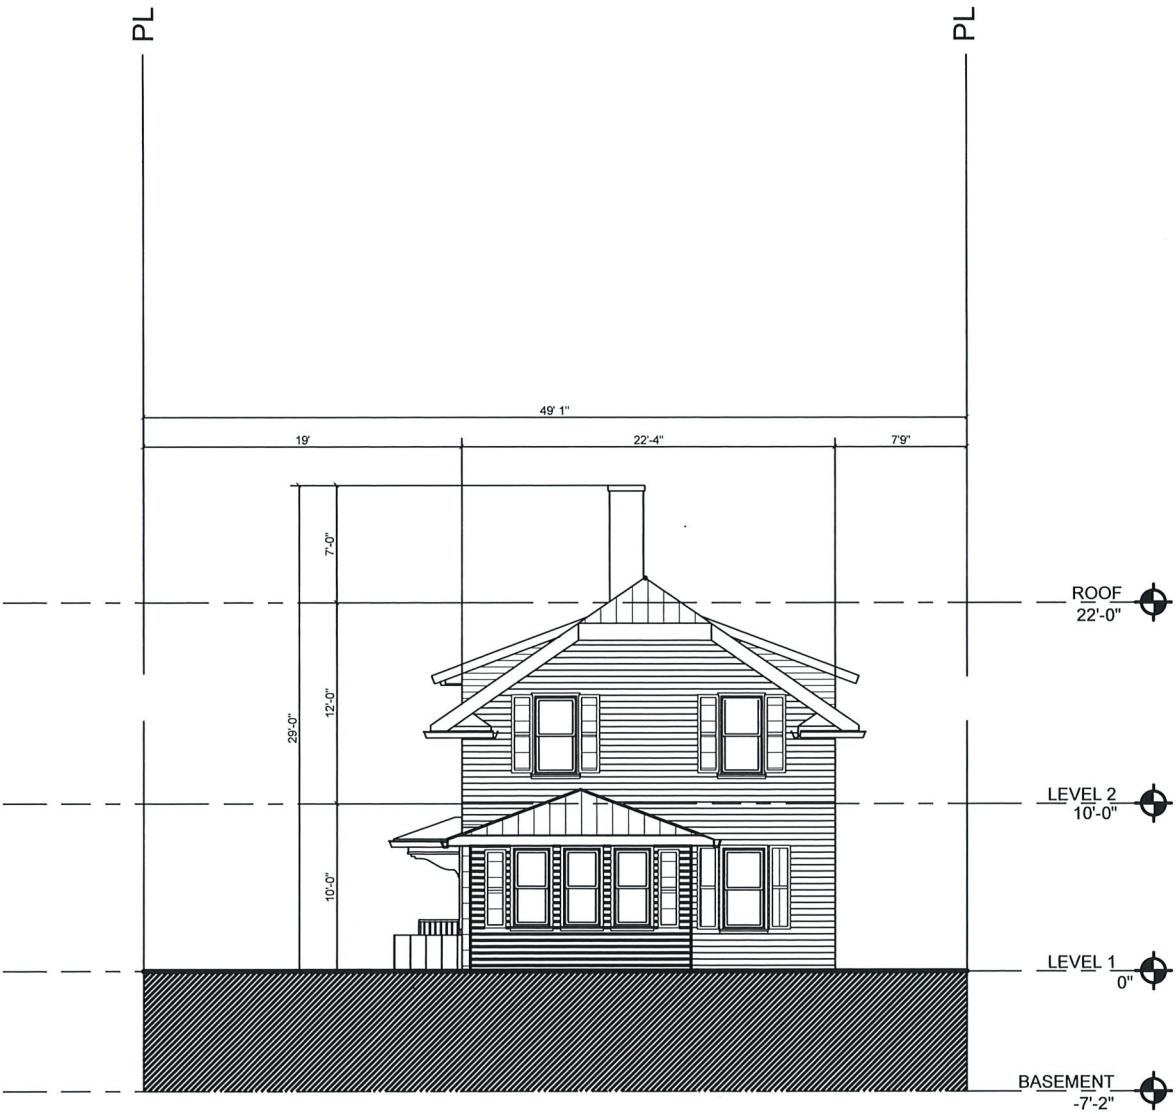 PL
PL
49' 1"
19'
22'-4"
7'9"
7'-0"
ROOF
22'-0"
12'-0"
29'-0"
LEVEL 2
10'-0"
10'-0"
LEVEL 1
0"
BASEMENT
-7'-2"